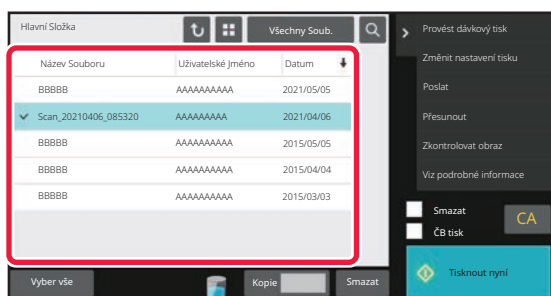 Hlavní Složka
Všechny Soub.
Název Souboru Uživatelské Jméno Datum
BBBBB AAAAAAAAAA 2021/05/05
Scan_20210406_085320 AAAAAAAAA 2021/04/06
BBBBB AAAAAAAAAA 2015/05/05
BBBBB AAAAAAAAAA 2015/04/04
BBBBB AAAAAAAAAA 2015/03/03
Vyber vše
Kopie
Smazat
Provést dávkový tisk
Změnit nastavení tisku
Poslat
Přesunout
Zkontrolovat obraz
Viz podrobné informace
Smazat
ČB tisk
CA
Tisknout nyní